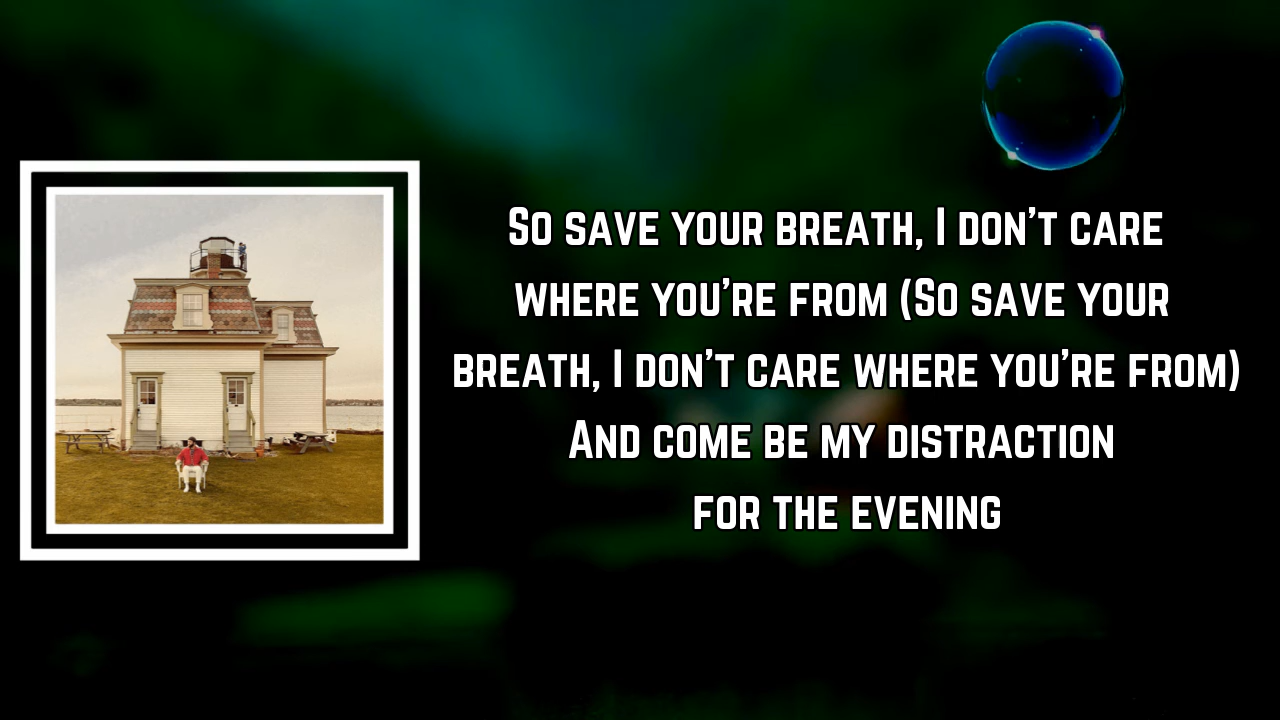 So save your breath, I don't care
where you're from (So save your
breath, I don't care where you're from)
And come be my distraction
for the evening